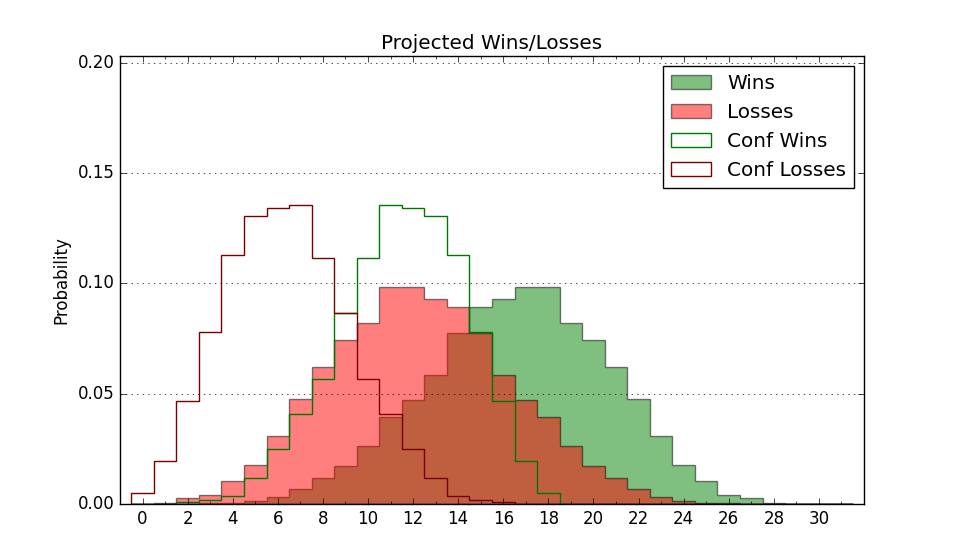 Projected Wins/Losses
0.20
0.15
0.10
0.05
0.00
Probability
Wins
Losses
Conf Wins
Conf Losses
0 2 4 6 8 10 12 14 16 18 20 22 24 26 28 30